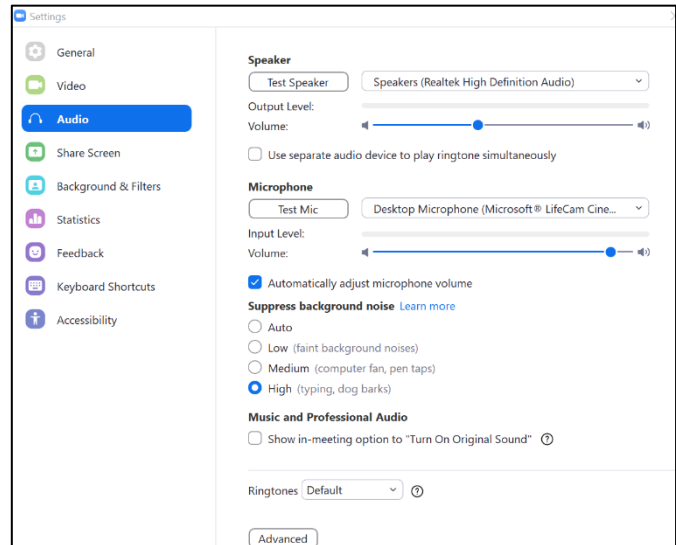 Settings
General
Video
Audio
Share Screen
Background & Filters
Statistics
Feedback
Keyboard Shortcuts
Accessibility
Speaker
Test Speaker Speakers (Realtek High Definition Audio)
Output Level:
Volume:
Use separate audio device to play ringtone simultaneously
Microphone
Test Mic Desktop Microphone (Microsoft® LifeCam Cine...
Input Level:
Volume:
Automatically adjust microphone volume
Suppress background noise Learn more
Auto
Low (faint background noises)
Medium (computer fan, pen taps)
High (typing, dog barks)
Music and Professional Audio
Show in-meeting option to "Turn On Original Sound" ?
Ringtones Default ?
Advanced